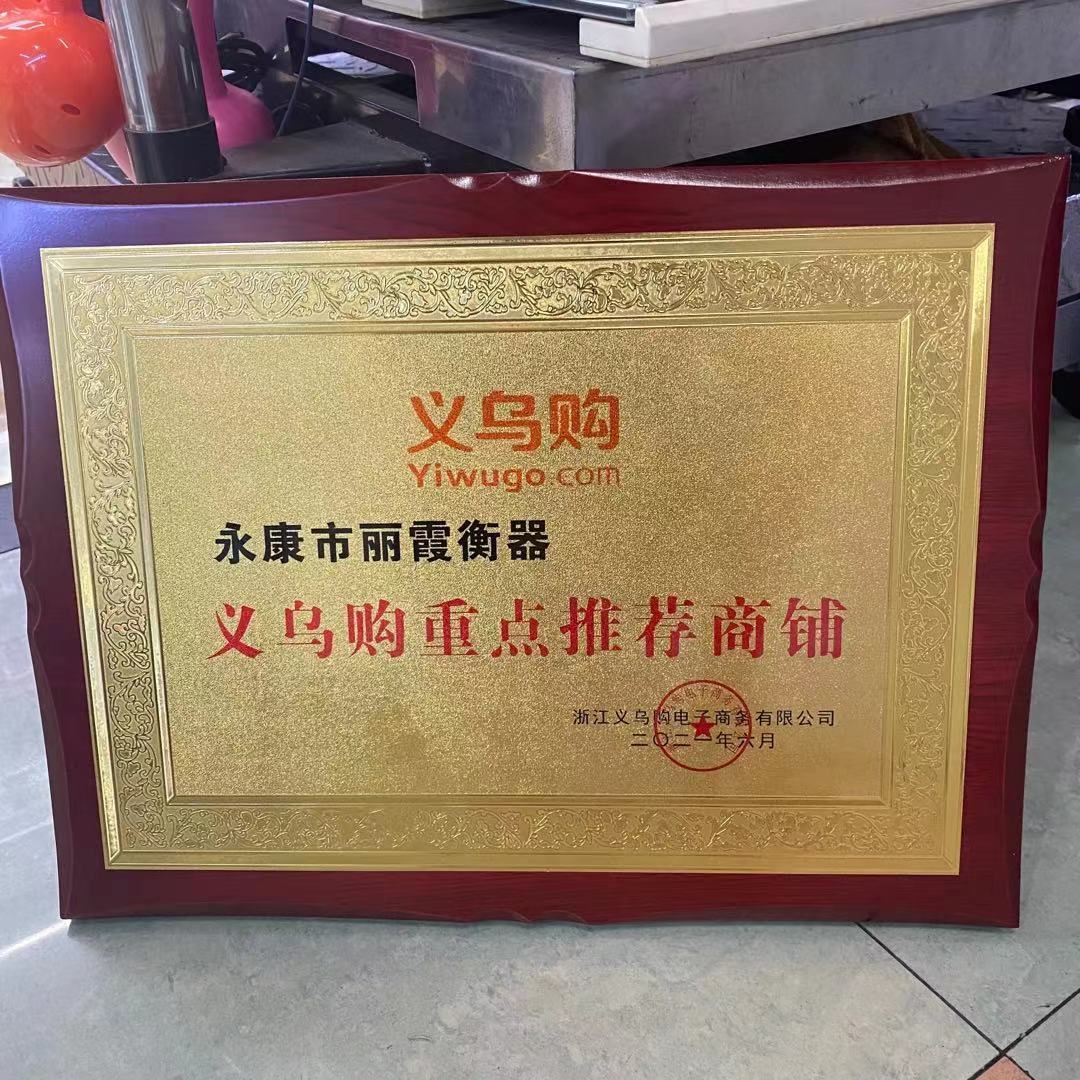 义乌购
Yiwugo.com
永康市丽霞衡器
义乌购重点推荐商铺
浙江义乌购电子商务有限公司
二〇二一年六月